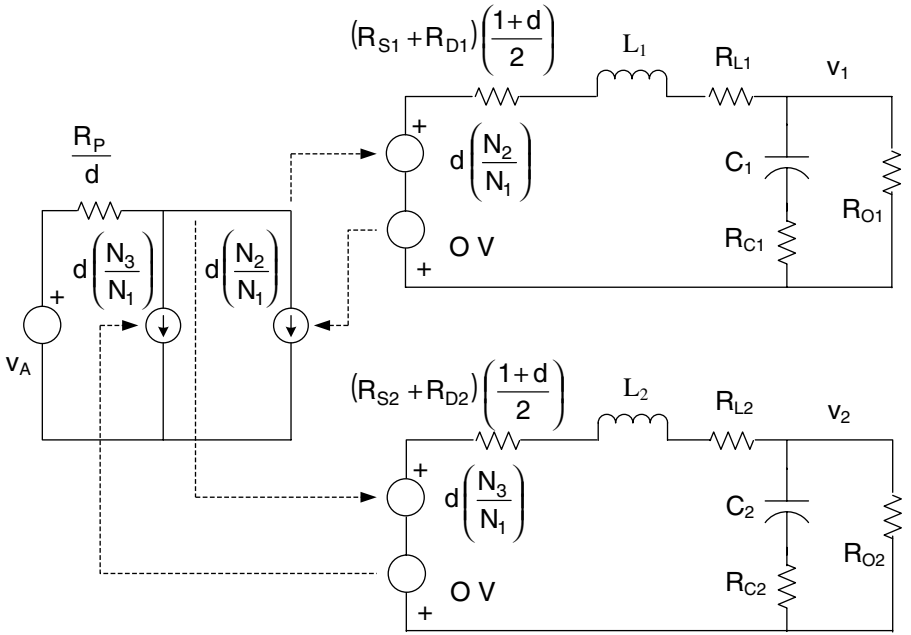 (R_S1 + R_D1) ((1+d)/2)
L_1
R_L1
v_1
R_P/d
+
d (N_2/N_1)
C_1
R_O1
R_C1
O V
+
d (N_3/N_1)
d (N_2/N_1)
+
v_A
(R_S2 + R_D2) ((1+d)/2)
L_2
R_L2
v_2
+
d (N_3/N_1)
C_2
R_O2
R_C2
O V
+